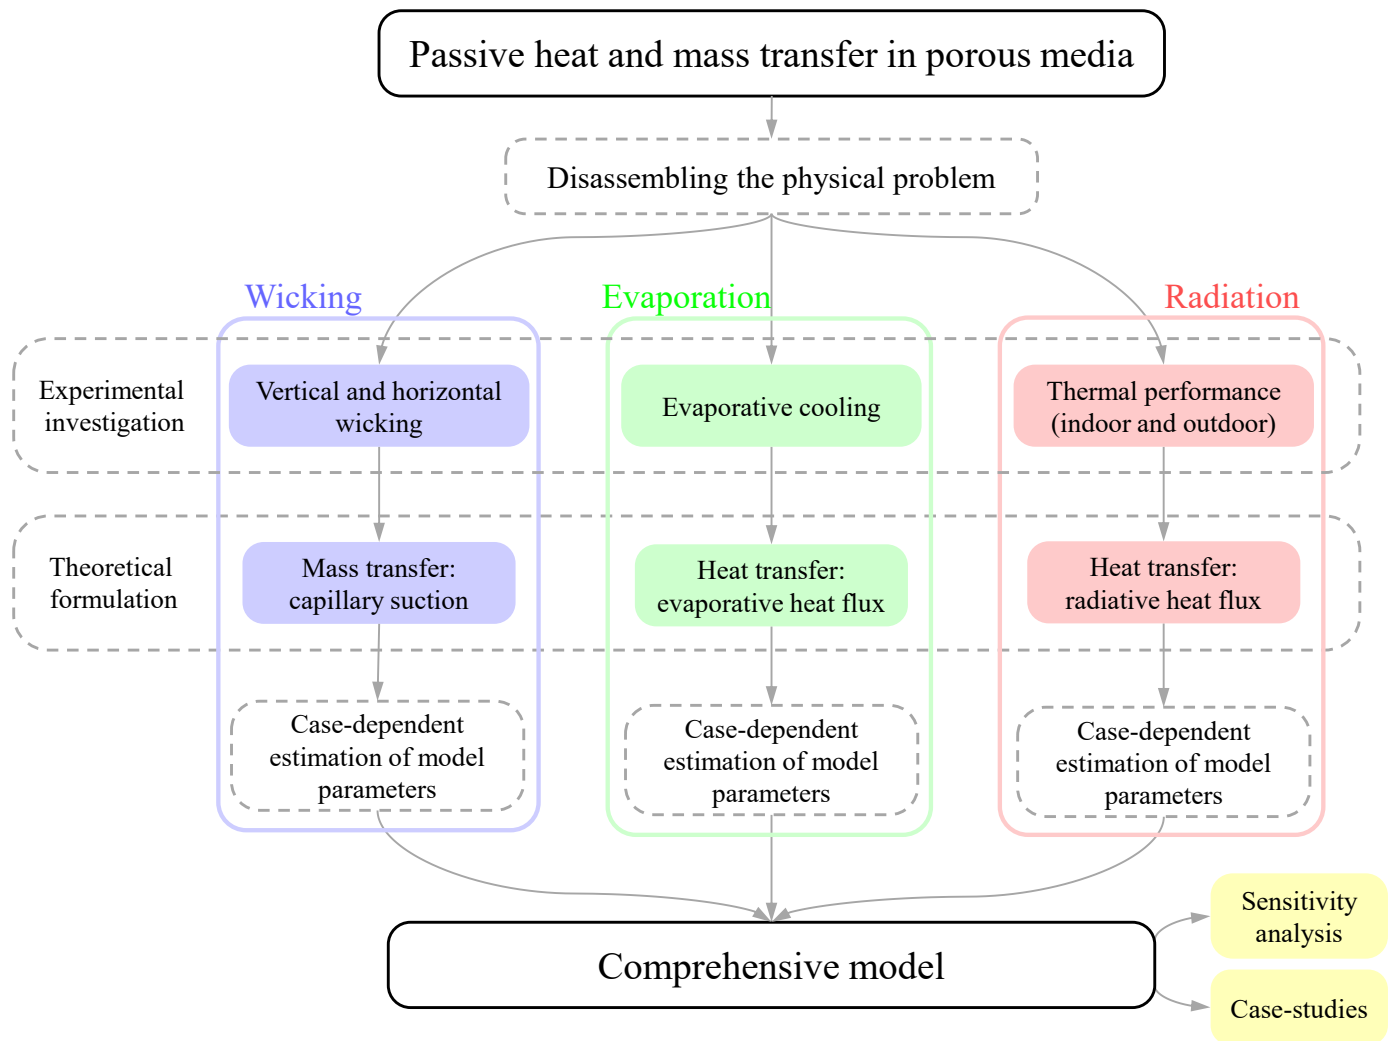 Passive heat and mass transfer in porous media
Disassembling the physical problem
Wicking
Evaporation
Radiation
Experimental
investigation
Vertical and horizontal
wicking
Evaporative cooling
Thermal performance
(indoor and outdoor)
Theoretical
formulation
Mass transfer:
capillary suction
Heat transfer:
evaporative heat flux
Heat transfer:
radiative heat flux
Case-dependent
estimation of model
parameters
Case-dependent
estimation of model
parameters
Case-dependent
estimation of model
parameters
Comprehensive model
Sensitivity
analysis
Case-studies